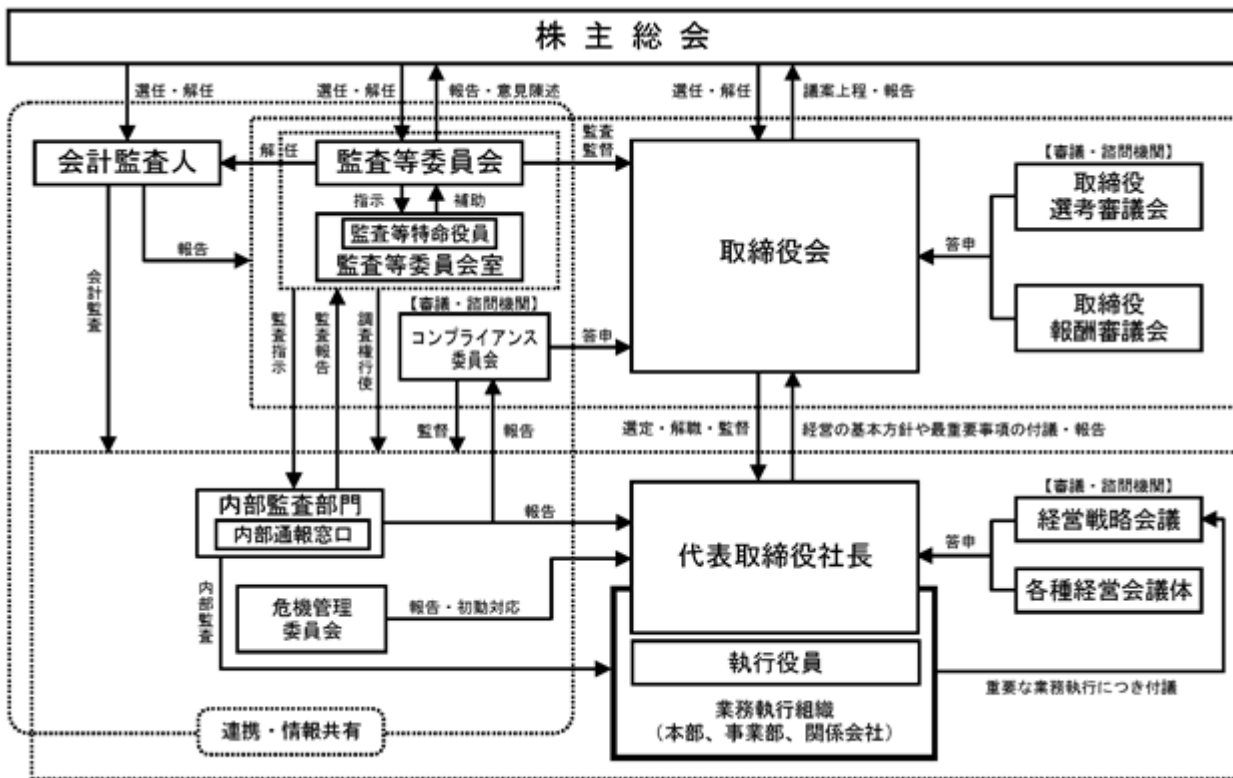 株主総会
選任・解任
選任・解任
報告・意見陳述
選任・解任
議案上程・報告
会計監査人
解任
監査等委員会
監査
監督
指示
補助
監査等特命役員
監査等委員会室
取締役会
【審議・諮問機関】
取締役
選考審議会
答申
取締役
報酬審議会
報告
会計監査
監査指示
監査報告
調査権行使
【審議・諮問機関】
コンプライアンス
委員会
答申
監督
報告
選定・解職・監督
経営の基本方針や最重要事項の付議・報告
内部監査部門
内部通報窓口
報告
代表取締役社長
【審議・諮問機関】
経営戦略会議
答申
各種経営会議体
内部監査
危機管理
委員会
報告・初動対応
執行役員
重要な業務執行につき付議
業務執行組織
(本部、事業部、関係会社)
連携・情報共有